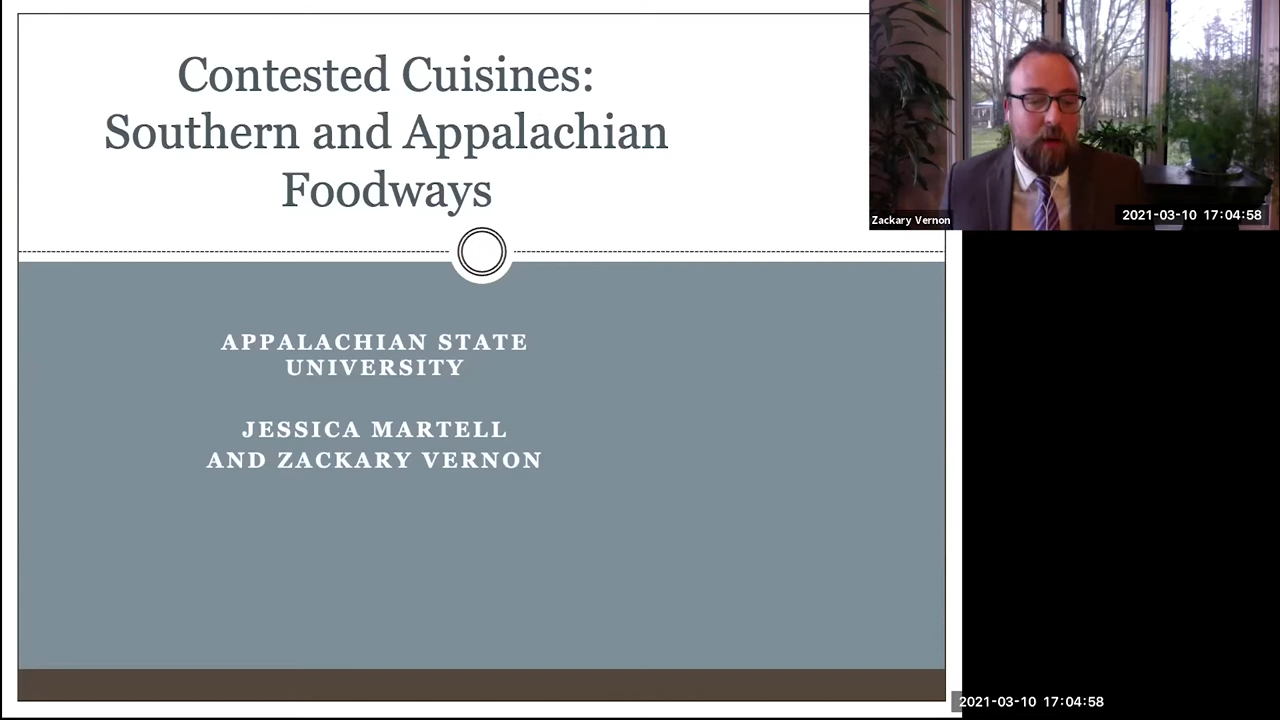 Contested Cuisines:
Southern and Appalachian
Foodways
APPALACHIAN STATE
UNIVERSITY
JESSICA MARTELL
AND ZACKARY VERNON
Zackary Vernon
2021-03-10 17:04:58
2021-03-10 17:04:58